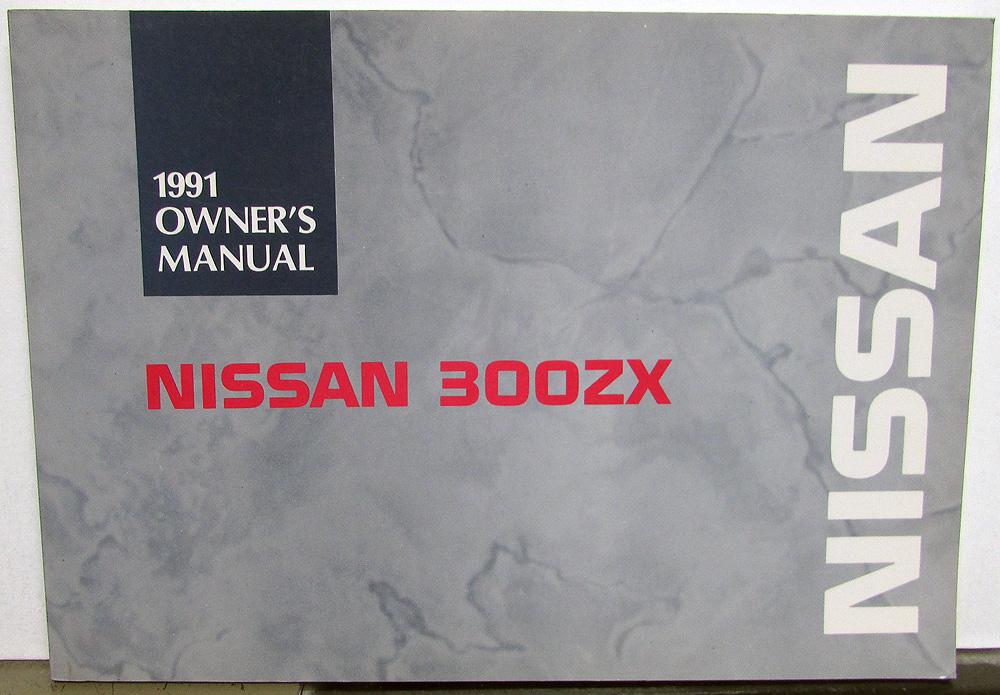 1991
OWNER'S
MANUAL
NISSAN 300ZX
NISSAN